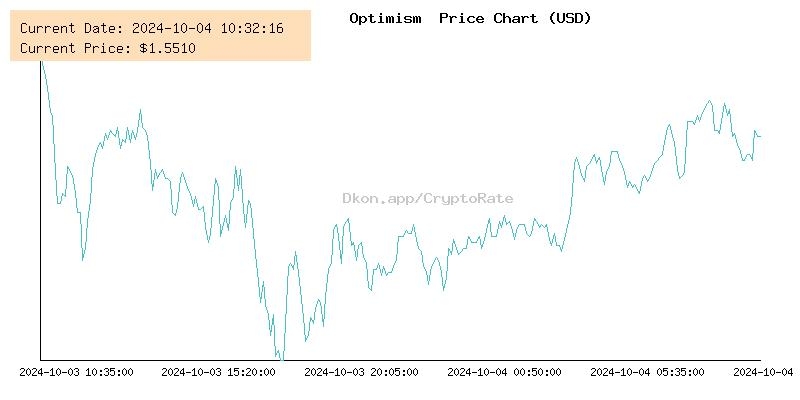 Optimism Price Chart (USD)
Current Date: 2024-10-04 10:32:16
Current Price: $1.5510
Dkon.app/CryptoRate
2024-10-03 10:35:00 2024-10-03 15:20:00 2024-10-03 20:05:00 2024-10-04 00:50:00 2024-10-04 05:35:00 2024-10-04